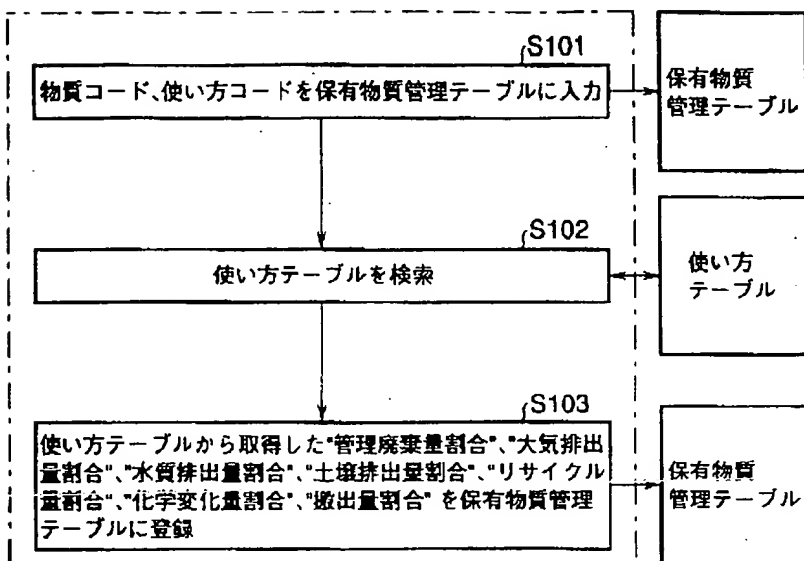 S101
物質コード、使い方コードを保有物質管理テーブルに入力
保有物質
管理テーブル
S102
使い方テーブルを検索
使い方
テーブル
S103
使い方テーブルから取得した"管理廃棄量割合"、"大気排出
量割合"、"水質排出量割合"、"土壌排出量割合"、"リサイクル
量割合"、"化学変化量割合"、"搬出量割合" を保有物質管理
テーブルに登録
保有物質
管理テーブル